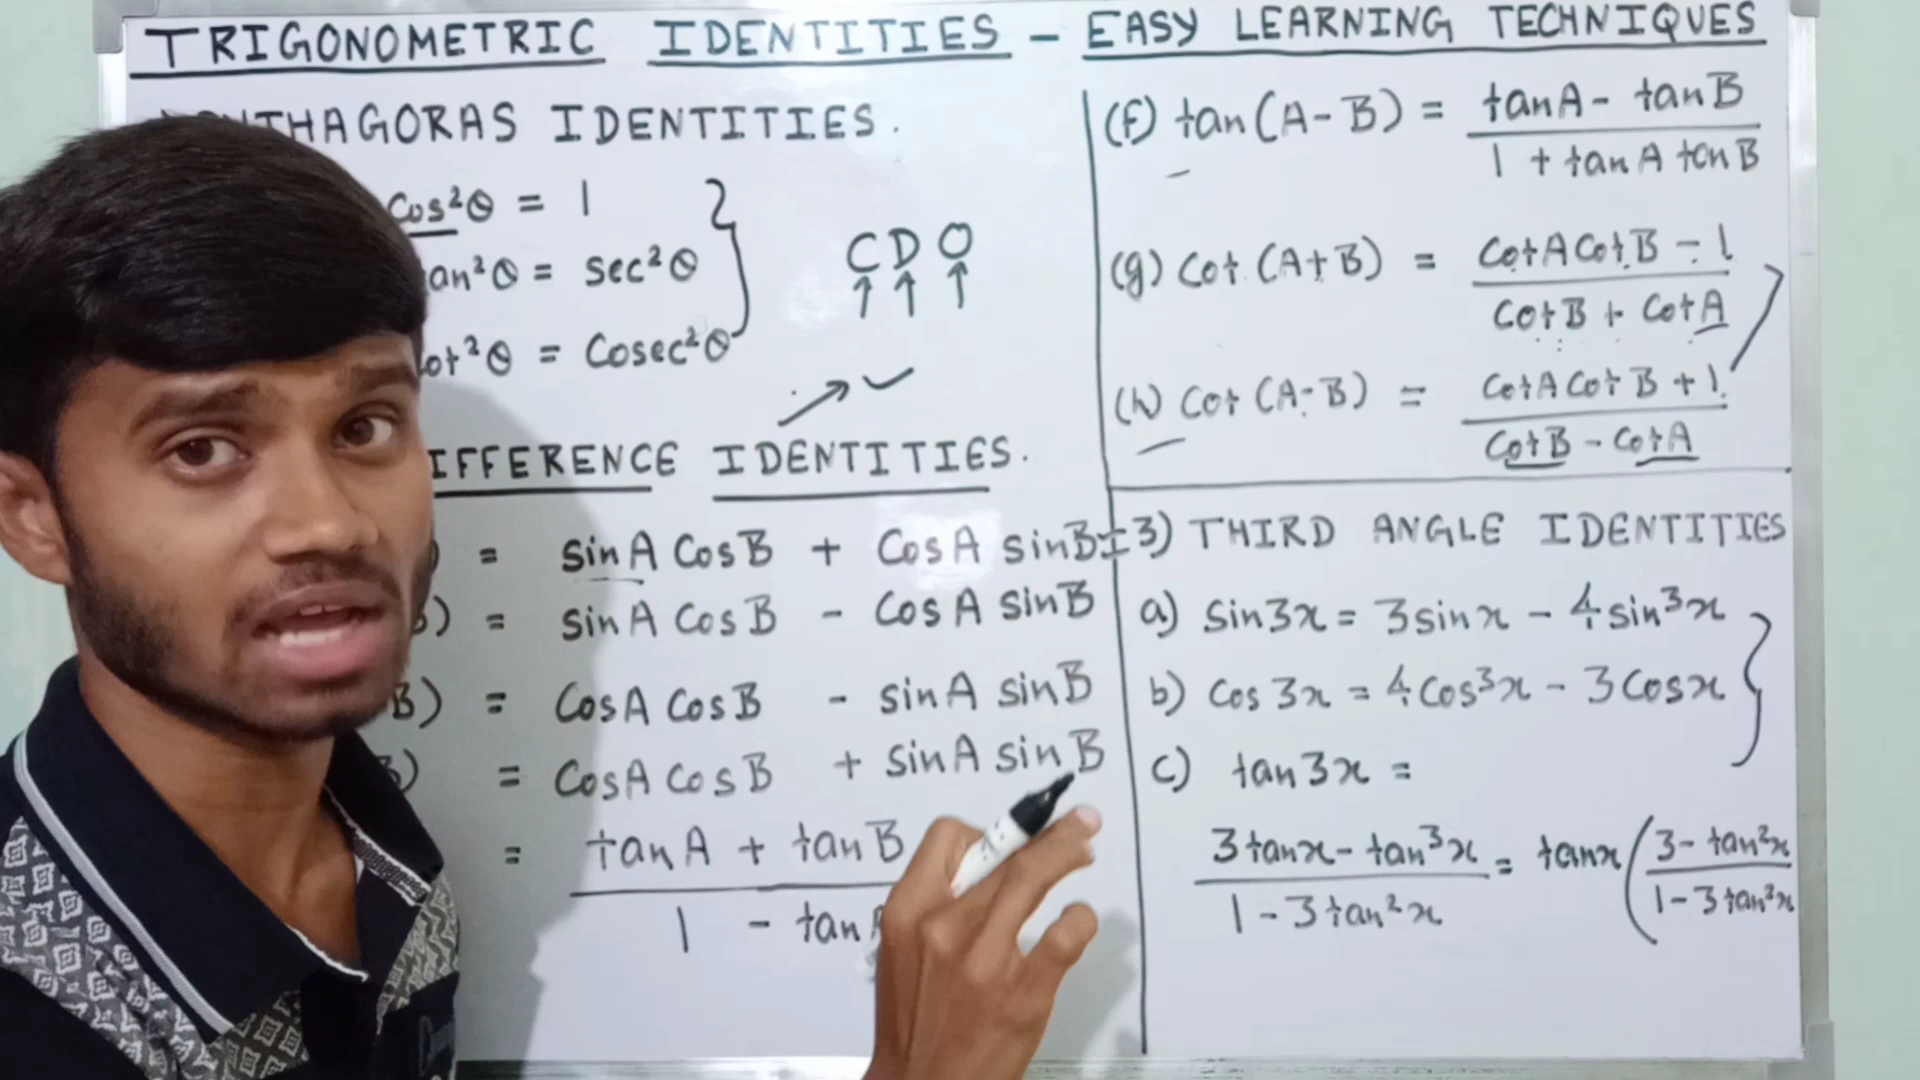 TRIGONOMETRIC IDENTITIES - EASY LEARNING TECHNIQUES
THAGORAS IDENTITIES.
Cos²θ = 1
an²θ = sec²θ
ot²θ = Cosec²θ
CDO
IFFERENCE IDENTITIES.
) = sinA CosB + CosA sinB
B) = sinA CosB - CosA sinB
B) = CosA CosB - sinA sinB
B) = CosA CosB + sinA sinB
= tanA + tanB
1 - tan
(f) tan(A-B) = tanA - tanB
1 + tanA tanB
(g) Cot (A+B) = CotA CotB - 1
CotB + CotA
(h) Cot (A-B) = CotA CotB + 1
CotB - CotA
3) THIRD ANGLE IDENTITIES
a) Sin3x = 3sinx - 4sin³x
b) Cos 3x = 4Cos³x - 3Cosx
c) tan3x =
3tanx - tan³x = tanx (3 - tan²x
1 - 3tan²x 1 - 3tan²x